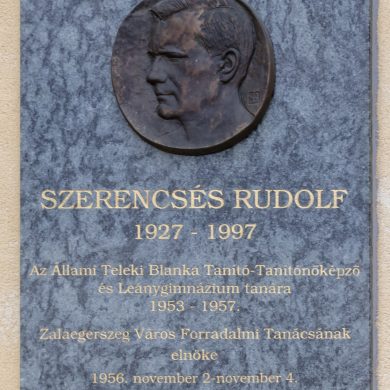 SZERENCSÉS RUDOLF
1927 - 1997
Az Állami Teleki Blanka Tanító-Tanítónőképző
és Leánygimnázium tanára
1953 - 1957.
Zalaegerszeg Város Forradalmi Tanácsának
elnöke
1956. november 2-november 4.